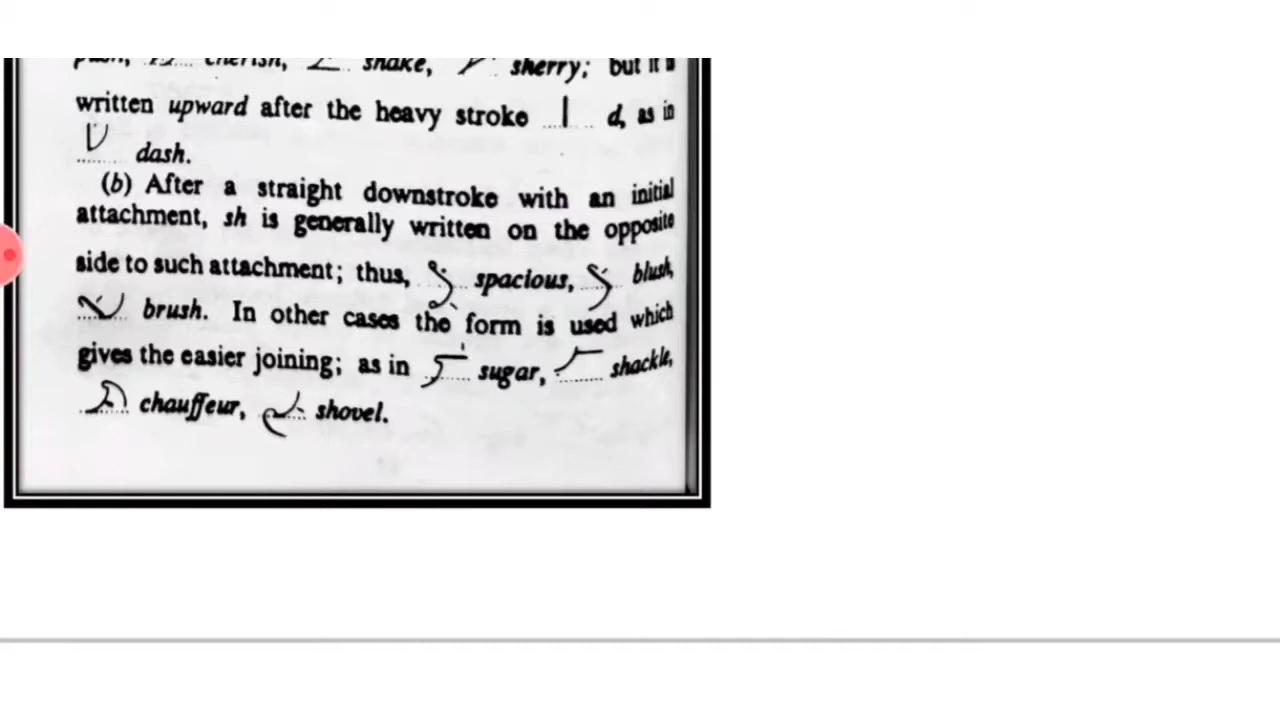 push, cherish, shake, sherry; but it is
written upward after the heavy stroke d, as in
dash.
(b) After a straight downstroke with an initial
attachment, sh is generally written on the opposite
side to such attachment; thus, spacious, blush,
brush. In other cases the form is used which
gives the easier joining; as in sugar, shackle,
chauffeur, shovel.